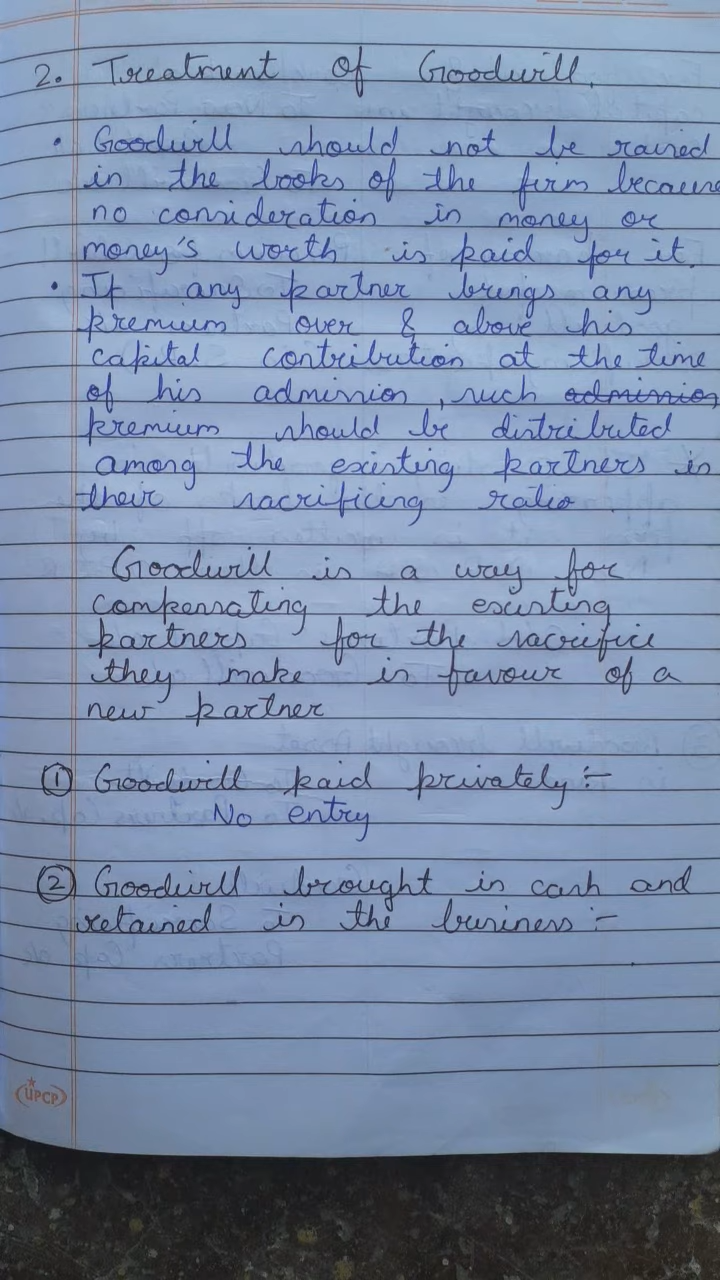 2. Treatment of Goodwill.
• Goodwill should not be raised
in the books of the firm because
no consideration in money or
money's worth is paid for it.
• If any partner brings any
premium over & above his
capital contribution at the time
of his admission, such admission
premium should be distributed
among the existing partners in
their sacrificing ratio.
Goodwill is a way for
compensating the existing
partners for the sacrifice
they make in favour of a
new partner
① Goodwill paid privately :-
No entry
② Goodwill brought in cash and
retained in the business :-
UPCP